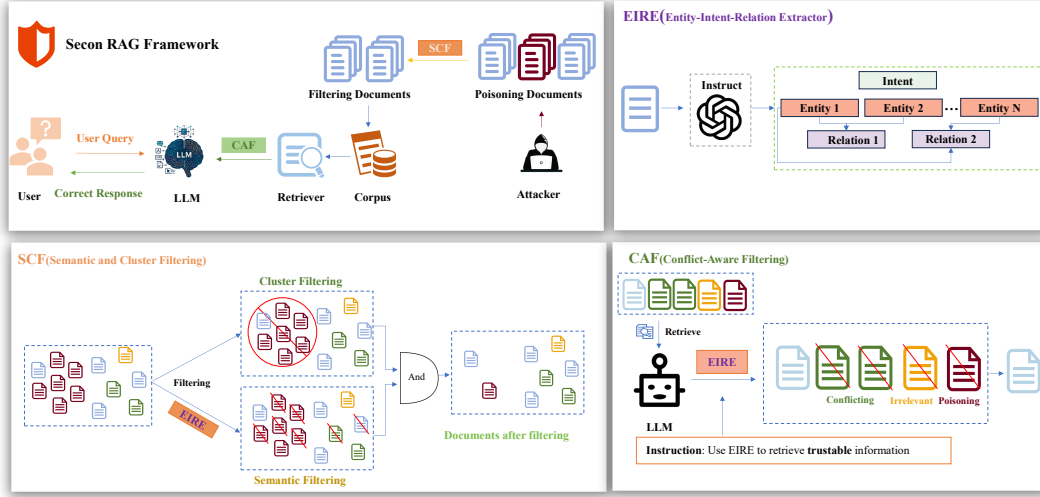 Secon RAG Framework
SCF
Filtering Documents
Poisoning Documents
User Query
CAF
LLM
Correct Response
User
LLM
Retriever
Corpus
Attacker
EIRE(Entity-Intent-Relation Extractor)
Instruct
Intent
Entity 1
Entity 2
...
Entity N
Relation 1
Relation 2
SCF(Semantic and Cluster Filtering)
Cluster Filtering
Filtering
EIRE
And
Semantic Filtering
Documents after filtering
CAF(Conflict-Aware Filtering)
Retrieve
EIRE
LLM
Conflicting
Irrelevant
Poisoning
Instruction: Use EIRE to retrieve trustable information